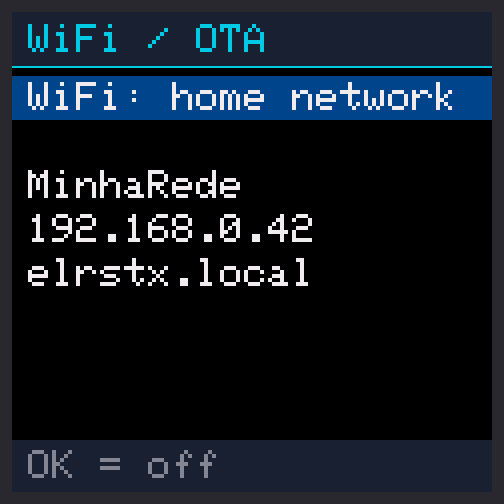 WiFi / OTA
WiFi: home network
MinhaRede
192.168.0.42
elrstx.local
OK = off